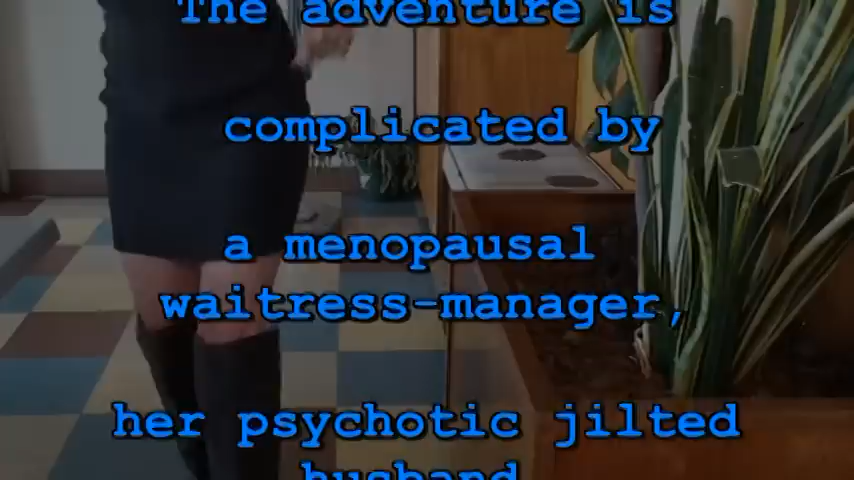 The adventure is
complicated by
a menopausal
waitress-manager,
her psychotic jilted
husband